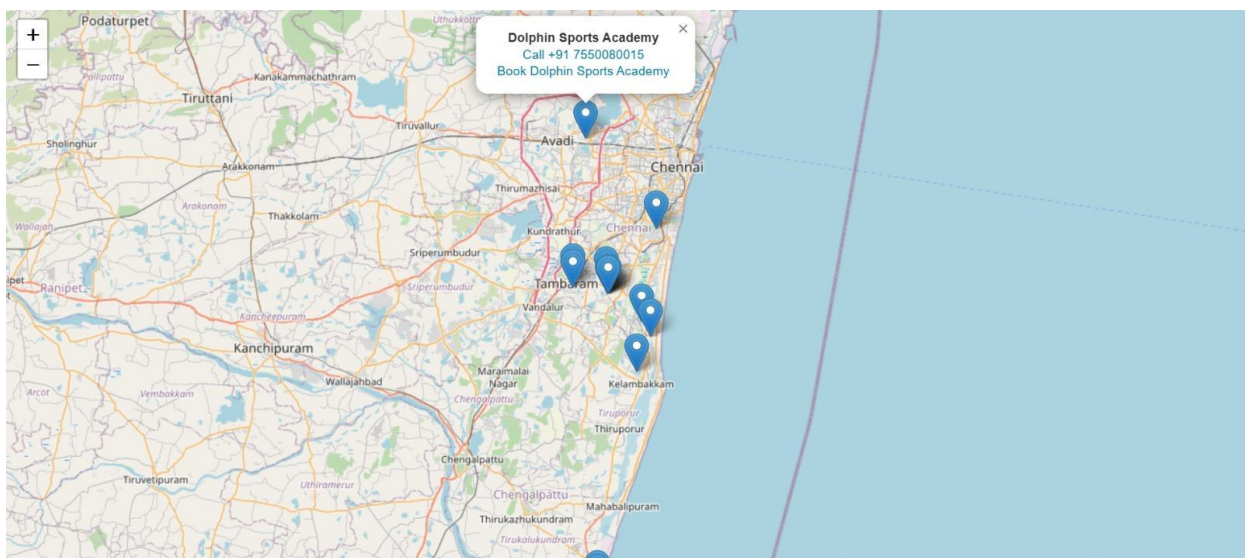 Podaturpet
Uthukkottai
+
−
Dolphin Sports Academy
×
Call +91 7550080015
Book Dolphin Sports Academy
Kanakammachathram
Pallipattu
Tiruttani
Tiruvallur
Avadi
Sholinghur
Arakkonam
Chennai
Thirumazhisai
Arakonam
Thakkolam
Wallajah
Kundrathur
Chennai
Sriperumbudur
Tambaram
Ranipet
Sriperumbudur
Vandalur
Kancheepuram
Kanchipuram
Maraimalai
Nagar
Wallajahbad
Kelambakkam
Arcot
Vembakkam
Chengalpattu
Tiruporur
Thiruporur
Chengalpattu
Tiruvetipuram
Uthiramerur
Chengalpattu
Mahabalipuram
Thirukazhukundram
Tirukalukundram